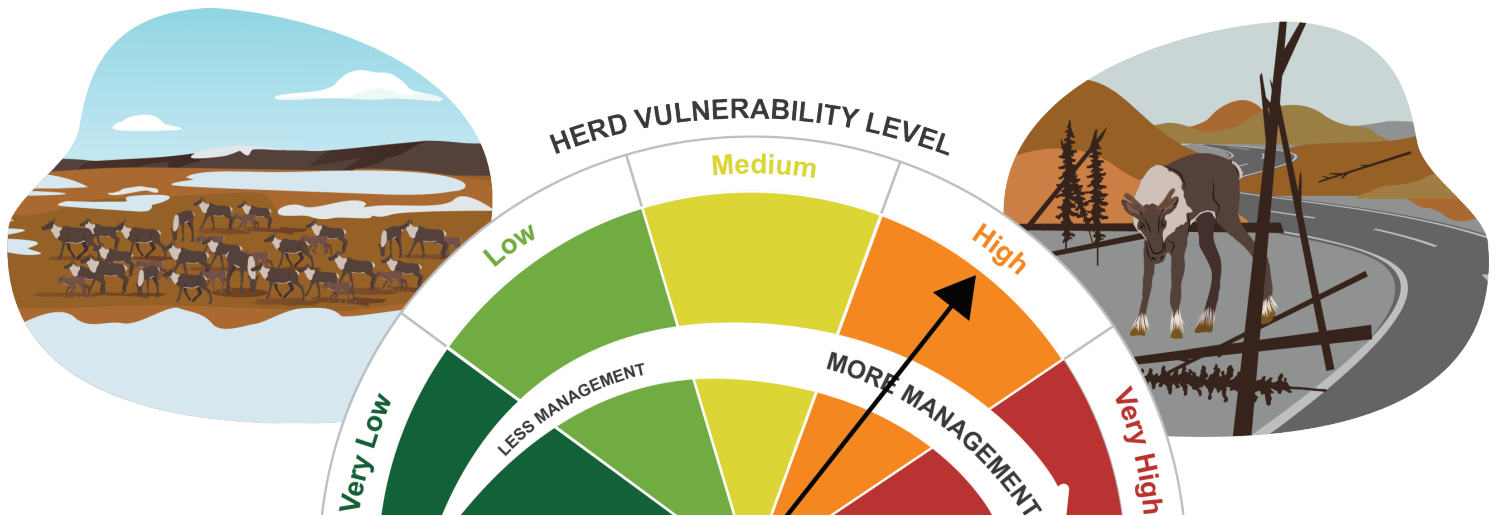 HERD VULNERABILITY LEVEL
Very Low
Low
Medium
High
Very High
LESS MANAGEMENT
MORE MANAGEMENT